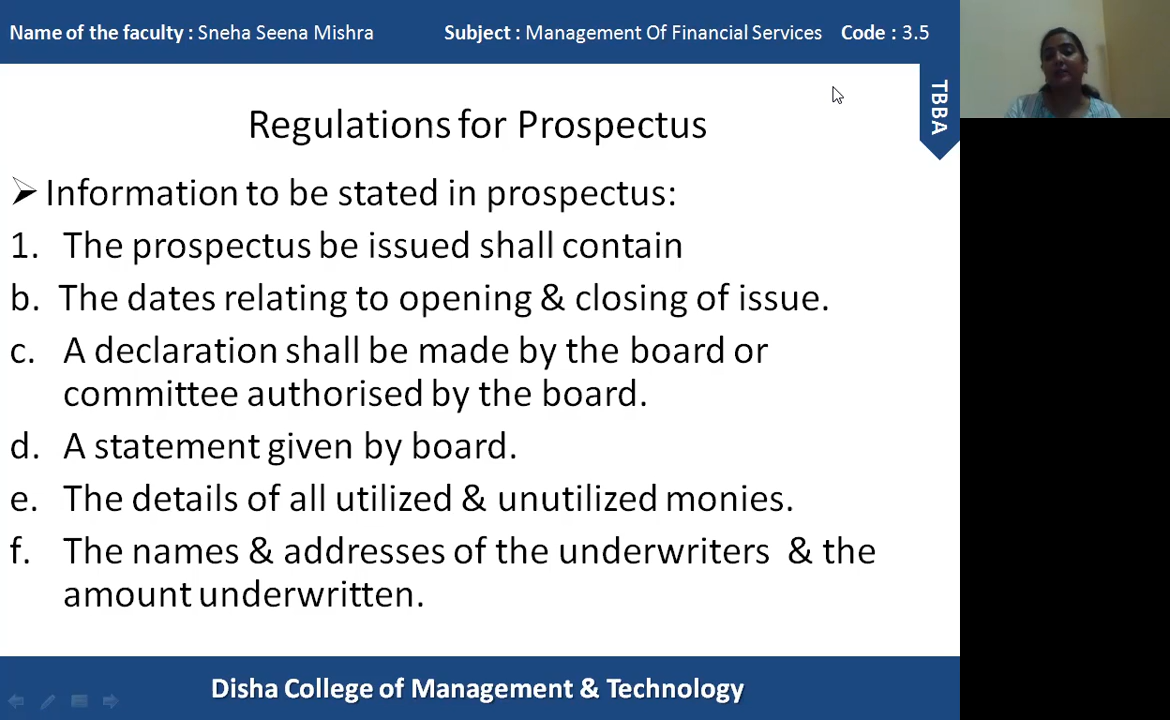 Name of the faculty : Sneha Seena Mishra Subject : Management Of Financial Services Code : 3.5
TBBA
Regulations for Prospectus
➢ Information to be stated in prospectus:
1. The prospectus be issued shall contain
b. The dates relating to opening & closing of issue.
c. A declaration shall be made by the board or
committee authorised by the board.
d. A statement given by board.
e. The details of all utilized & unutilized monies.
f. The names & addresses of the underwriters & the
amount underwritten.
Disha College of Management & Technology